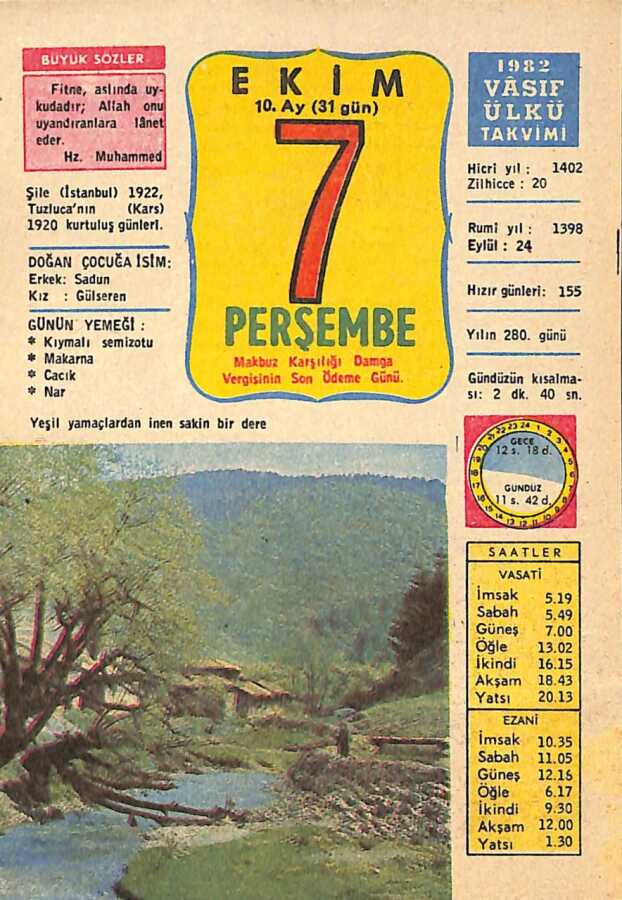 BÜYÜK SÖZLER
Fitne, aslında uy-
kudadır; Allah onu
uyandıranlara lânet
eder.
Hz. Muhammed
Şile (İstanbul) 1922,
Tuzluca'nın (Kars)
1920 kurtuluş günleri.
DOĞAN ÇOCUĞA İSİM:
Erkek: Sadun
Kız : Gülseren
GÜNÜN YEMEĞİ :
* Kıymalı semizotu
* Makarna
* Cacık
* Nar
EKİM
10. Ay (31 gün)
7
PERŞEMBE
Makbuz Karşılığı Damga
Vergisinin Son Ödeme Günü.
1982
VÂSIF
ÜLKÜ
TAKVİMİ
Hicri yıl : 1402
Zilhicce : 20
Rumi yıl : 1398
Eylül : 24
Hızır günleri: 155
Yılın 280. günü
Gündüzün kısalma-
sı: 2 dk. 40 sn.
Yeşil yamaçlardan inen sakin bir dere
GECE
12 s. 18 d.
GÜNDÜZ
11 s. 42 d.
SAATLER
VASATİ
İmsak 5.19
Sabah 5.49
Güneş 7.00
Öğle 13.02
İkindi 16.15
Akşam 18.43
Yatsı 20.13
EZANİ
İmsak 10.35
Sabah 11.05
Güneş 12.16
Öğle 6.17
İkindi 9.30
Akşam 12.00
Yatsı 1.30